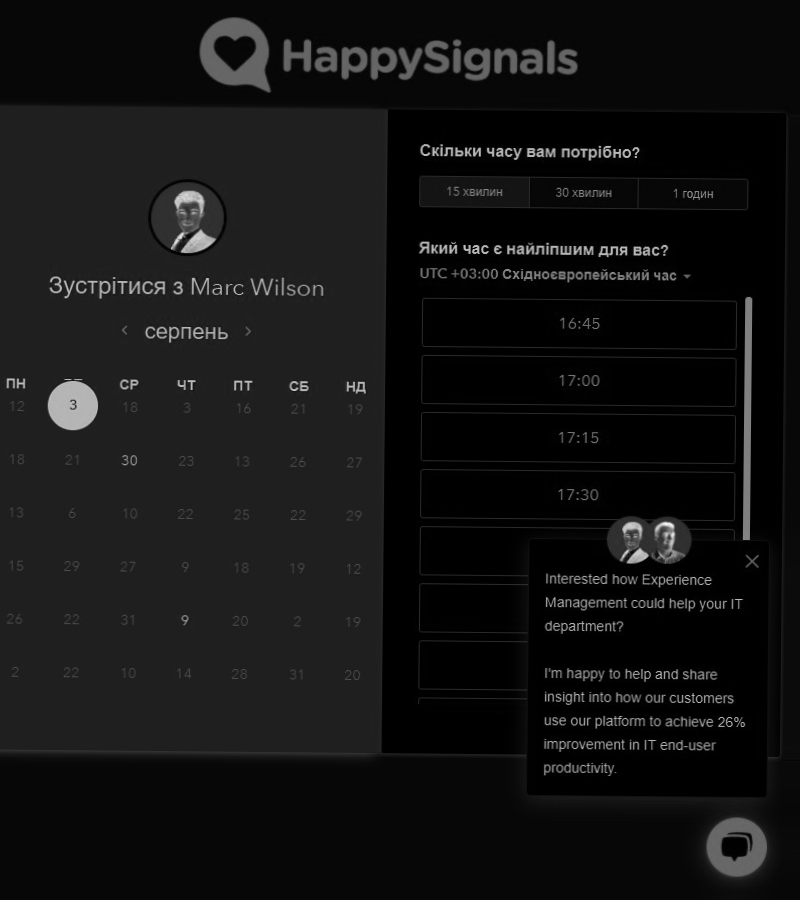 HappySignals
Зустрітися з Marc Wilson
серпень
ПН ВТ СР ЧТ ПТ СБ НД
12 3 18 3 16 21 19
18 21 30 23 13 26 27
13 6 10 22 25 22 29
15 29 27 9 18 19 12
26 22 31 9 20 2 19
2 22 10 14 28 31 20
Скільки часу вам потрібно?
15 хвилин 30 хвилин 1 годин
Який час є найліпшим для вас?
UTC +03:00 Східноєвропейський час
16:45
17:00
17:15
17:30
Interested how Experience
Management could help your IT
department?
I'm happy to help and share
insight into how our customers
use our platform to achieve 26%
improvement in IT end-user
productivity.